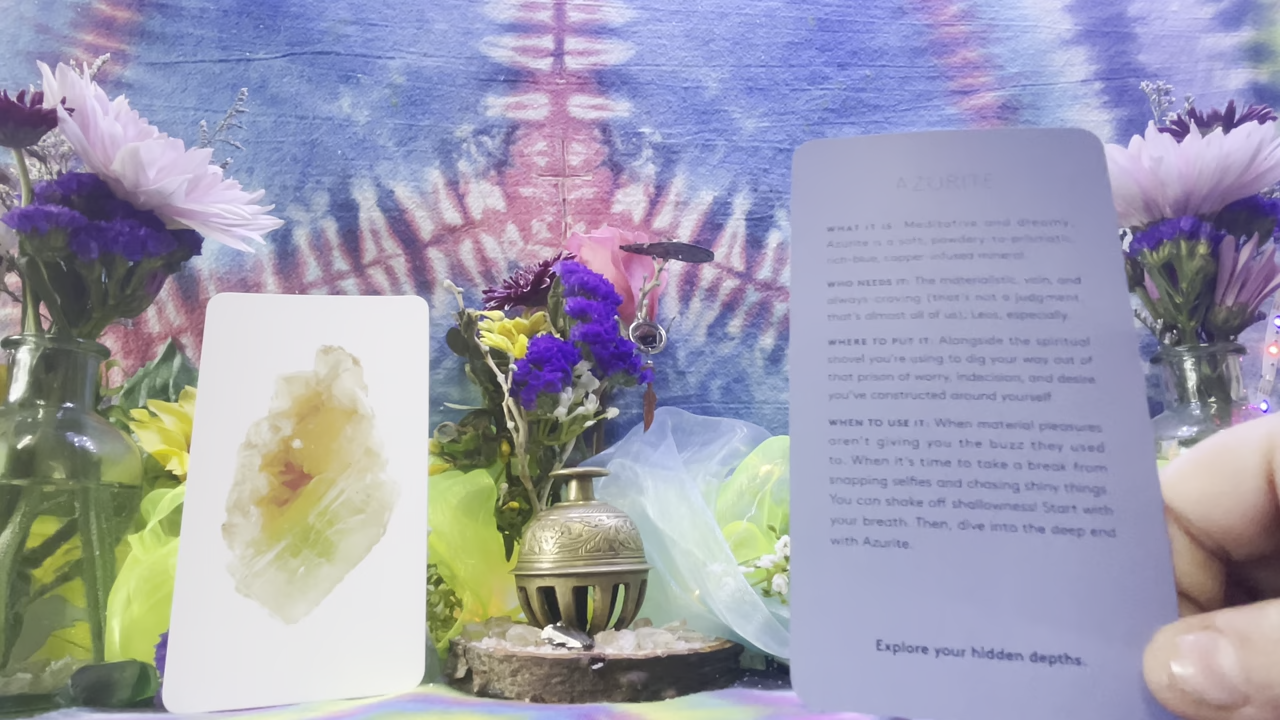 AZURITE
WHAT IT IS: Meditative and dreamy,
Azurite is a soft, powdery-to-prismatic,
rich-blue, copper-infused mineral.
WHO NEEDS IT: The materialistic, vain, and
always-craving (that's not a judgment,
that's almost all of us). Leos, especially.
WHERE TO PUT IT: Alongside the spiritual
shovel you're using to dig your way out of
that prison of worry, indecision, and desire
you've constructed around yourself.
WHEN TO USE IT: When material pleasures
aren't giving you the buzz they used
to. When it's time to take a break from
snapping selfies and chasing shiny things.
You can shake off shallowness! Start with
your breath. Then, dive into the deep end
with Azurite.
Explore your hidden depths.